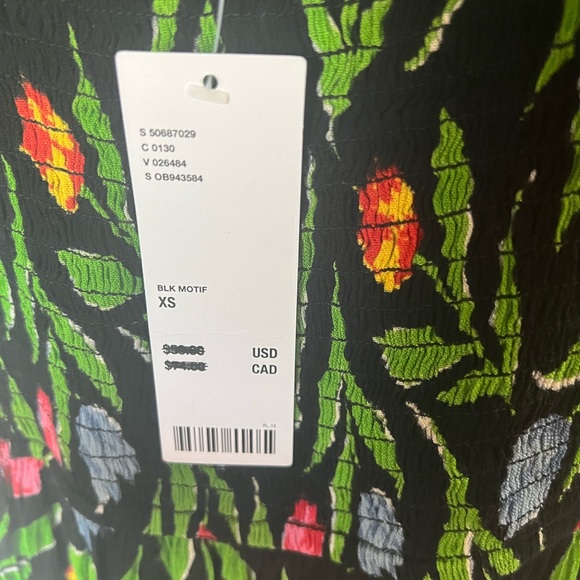 S 50687029
C 0130
V 026484
S OB943584
BLK MOTIF
XS
USD
CAD